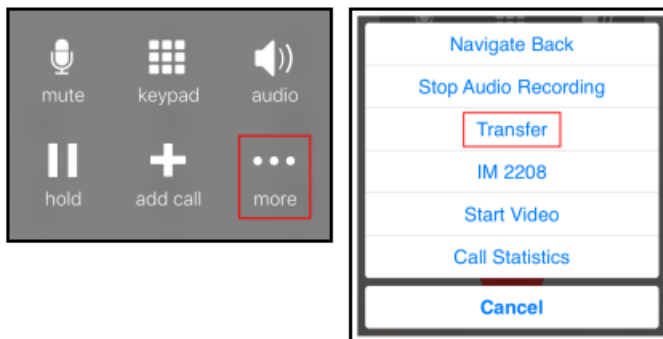 mute keypad audio
hold add call more
Navigate Back
Stop Audio Recording
Transfer
IM 2208
Start Video
Call Statistics
Cancel